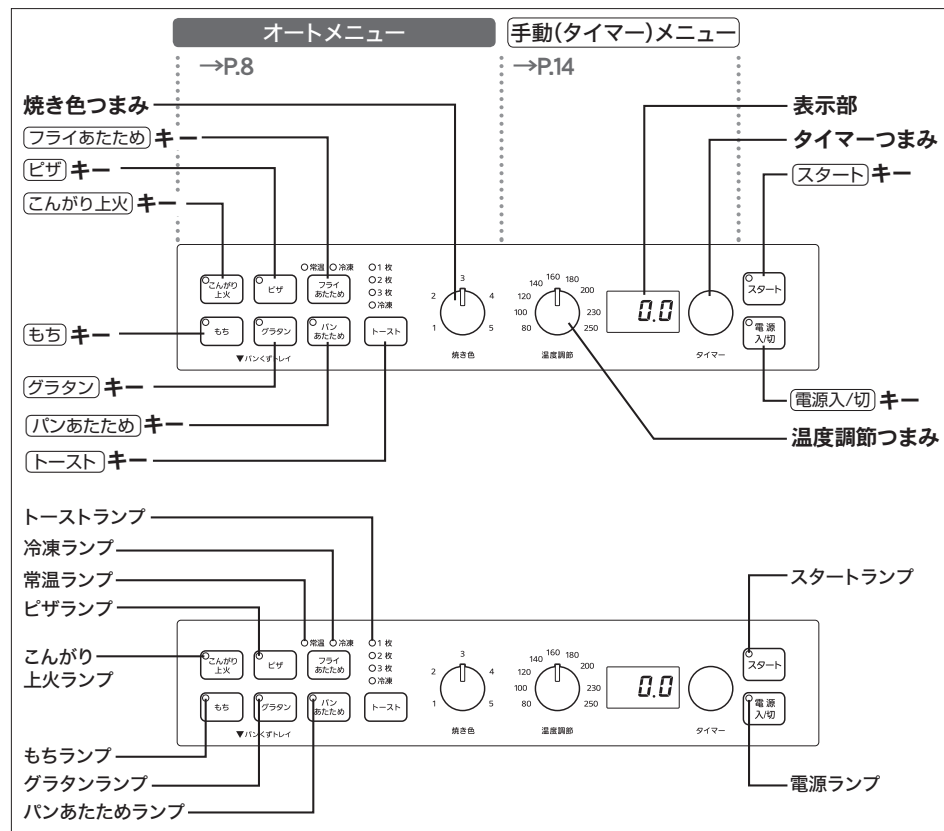 オートメニュー
手動(タイマー)メニュー
→P.8
→P.14
焼き色つまみ
フライあたためキー
ピザキー
こんがり上火キー
もちキー
グラタンキー
パンあたためキー
トーストキー
表示部
タイマーつまみ
スタートキー
電源入/切キー
温度調節つまみ
常温 冷凍
1枚
2枚
3枚
冷凍
こんがり
上火
ピザ
フライ
あたため
もち
グラタン
パン
あたため
トースト
▼パンくずトレイ
1 2 3 4 5
焼き色
80 100 120 140 160 180 200 230 250
温度調節
0.0
タイマー
スタート
電源
入/切
トーストランプ
冷凍ランプ
常温ランプ
ピザランプ
こんがり
上火ランプ
もちランプ
グラタンランプ
パンあたためランプ
スタートランプ
電源ランプ
常温 冷凍
1枚
2枚
3枚
冷凍
こんがり
上火
ピザ
フライ
あたため
もち
グラタン
パン
あたため
トースト
▼パンくずトレイ
1 2 3 4 5
焼き色
80 100 120 140 160 180 200 230 250
温度調節
0.0
タイマー
スタート
電源
入/切